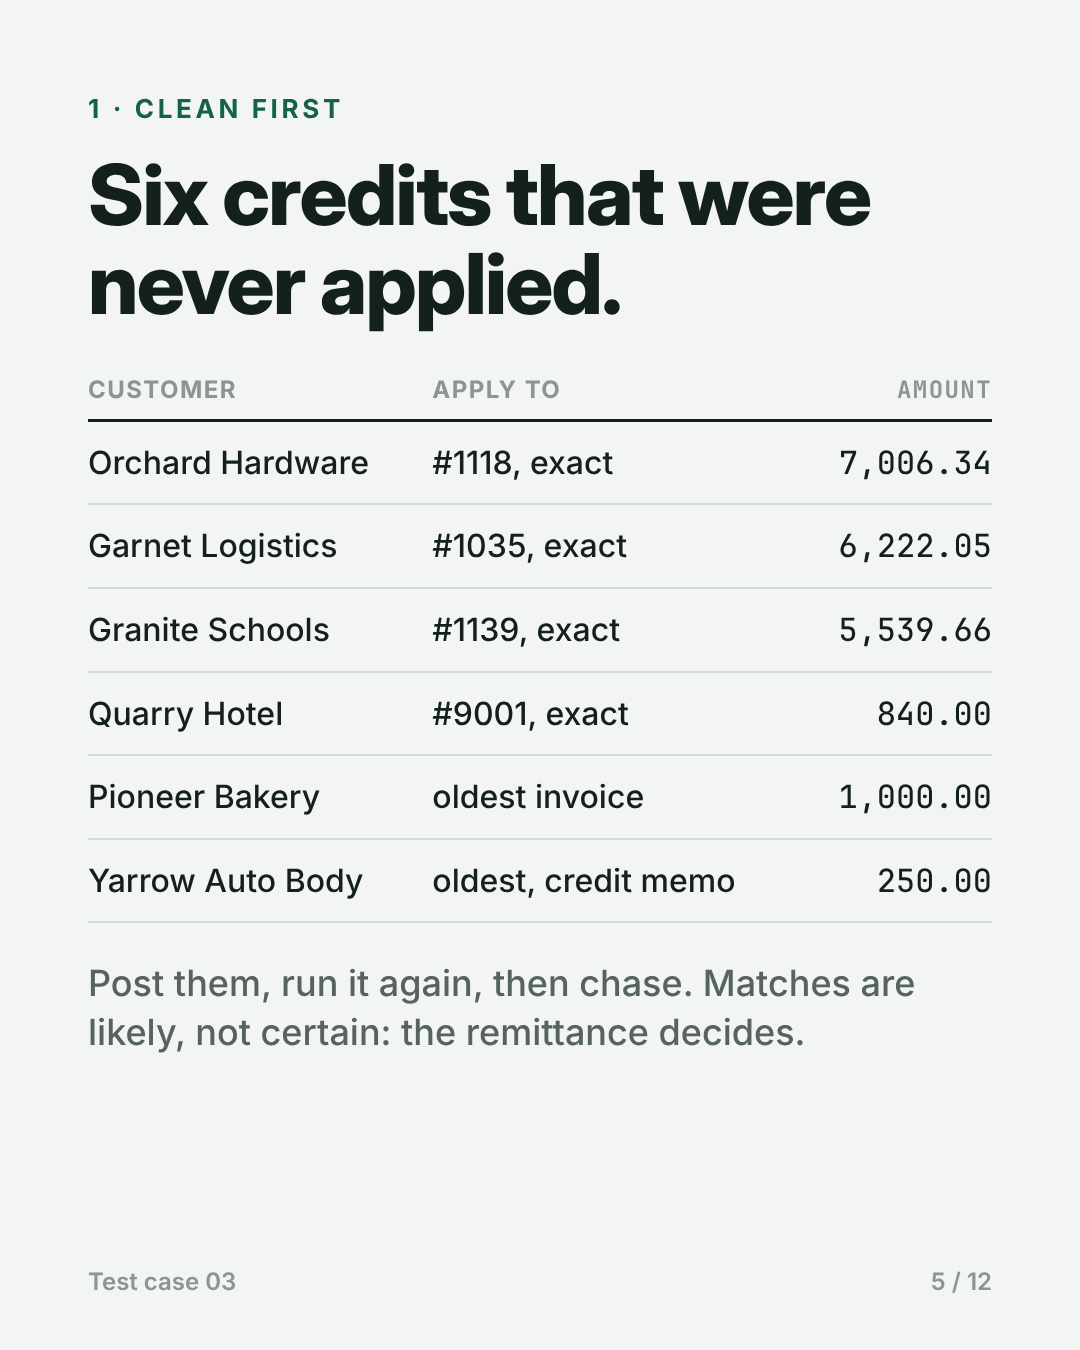 1 · CLEAN FIRST
Six credits that were
never applied.
CUSTOMER APPLY TO AMOUNT
Orchard Hardware #1118, exact 7,006.34
Garnet Logistics #1035, exact 6,222.05
Granite Schools #1139, exact 5,539.66
Quarry Hotel #9001, exact 840.00
Pioneer Bakery oldest invoice 1,000.00
Yarrow Auto Body oldest, credit memo 250.00
Post them, run it again, then chase. Matches are
likely, not certain: the remittance decides.
Test case 03 5 / 12